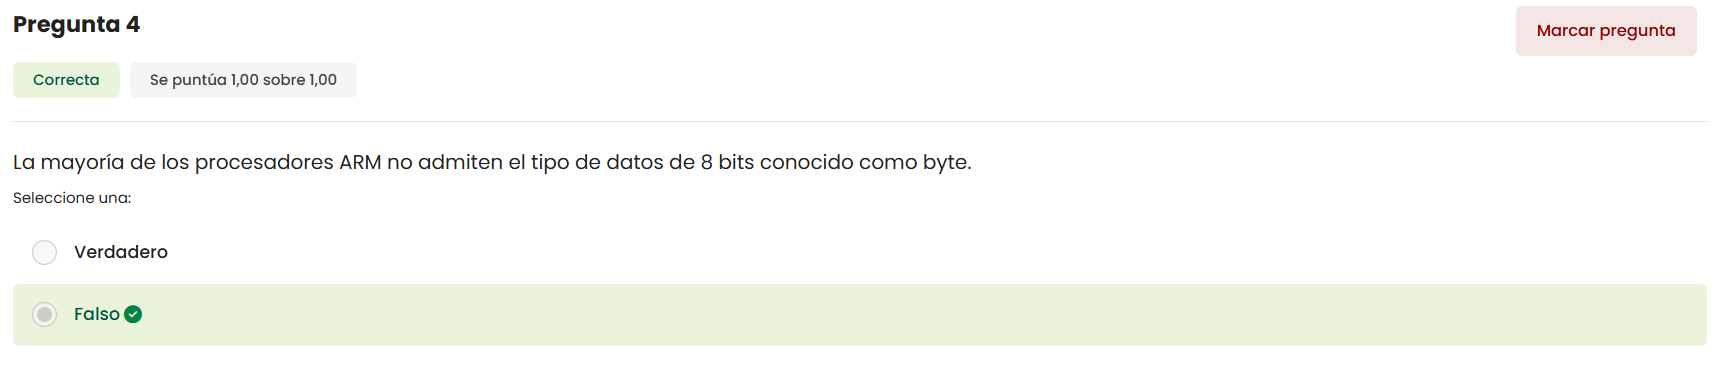 Pregunta 4
Marcar pregunta
Correcta
Se puntúa 1,00 sobre 1,00
La mayoría de los procesadores ARM no admiten el tipo de datos de 8 bits conocido como byte.
Seleccione una:
Verdadero
Falso